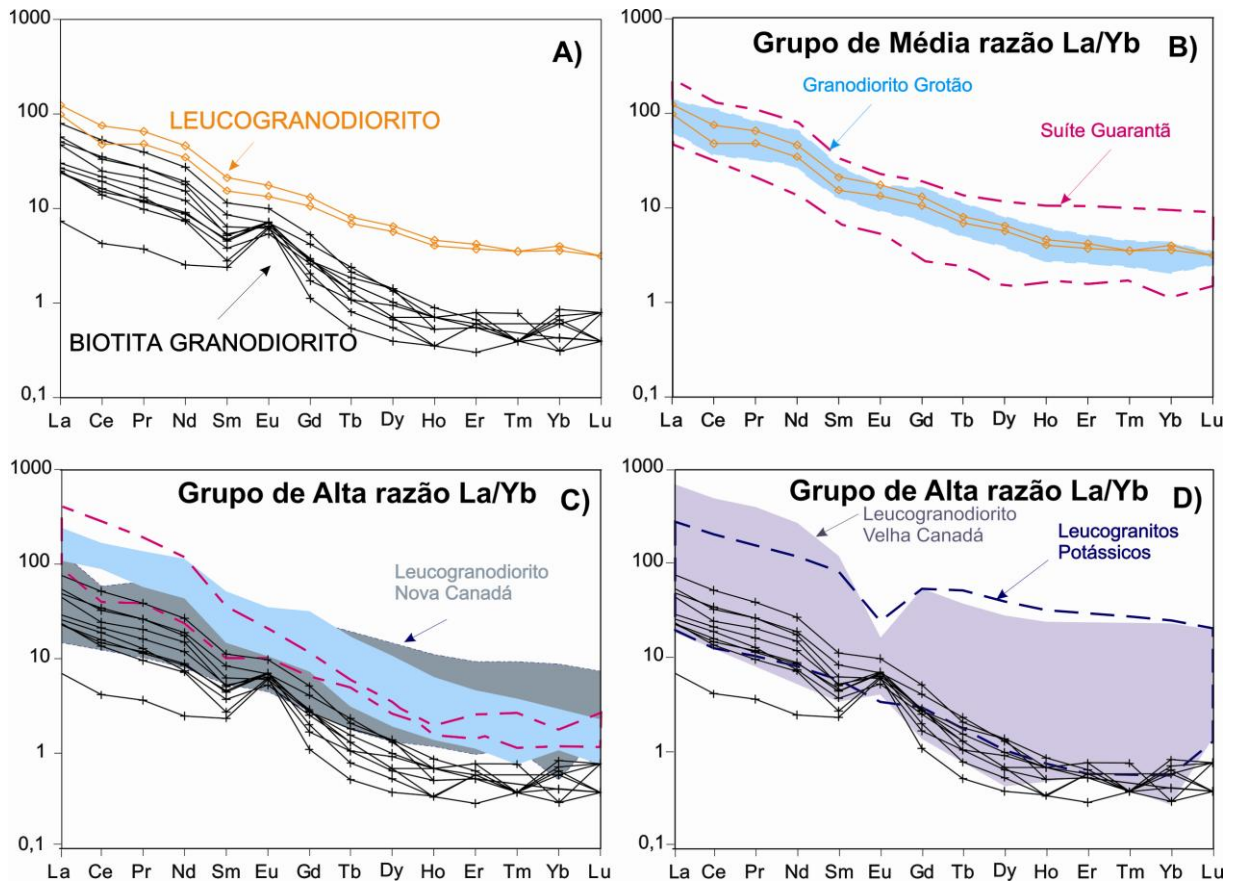 1000
100
10
1
0,1
A)
LEUCOGRANODIORITO
BIOTITA GRANODIORITO
La Ce Pr Nd Sm Eu Gd Tb Dy Ho Er Tm Yb Lu
1000
100
10
1
0,1
Grupo de Média razão La/Yb B)
Granodiorito Grotão
Suíte Guarantã
La Ce Pr Nd Sm Eu Gd Tb Dy Ho Er Tm Yb Lu
1000
100
10
1
0,1
Grupo de Alta razão La/Yb C)
Leucogranodiorito
Nova Canadá
La Ce Pr Nd Sm Eu Gd Tb Dy Ho Er Tm Yb Lu
1000
100
10
1
0,1
Grupo de Alta razão La/Yb D)
Leucogranodiorito
Velha Canadá
Leucogranitos
Potássicos
La Ce Pr Nd Sm Eu Gd Tb Dy Ho Er Tm Yb Lu